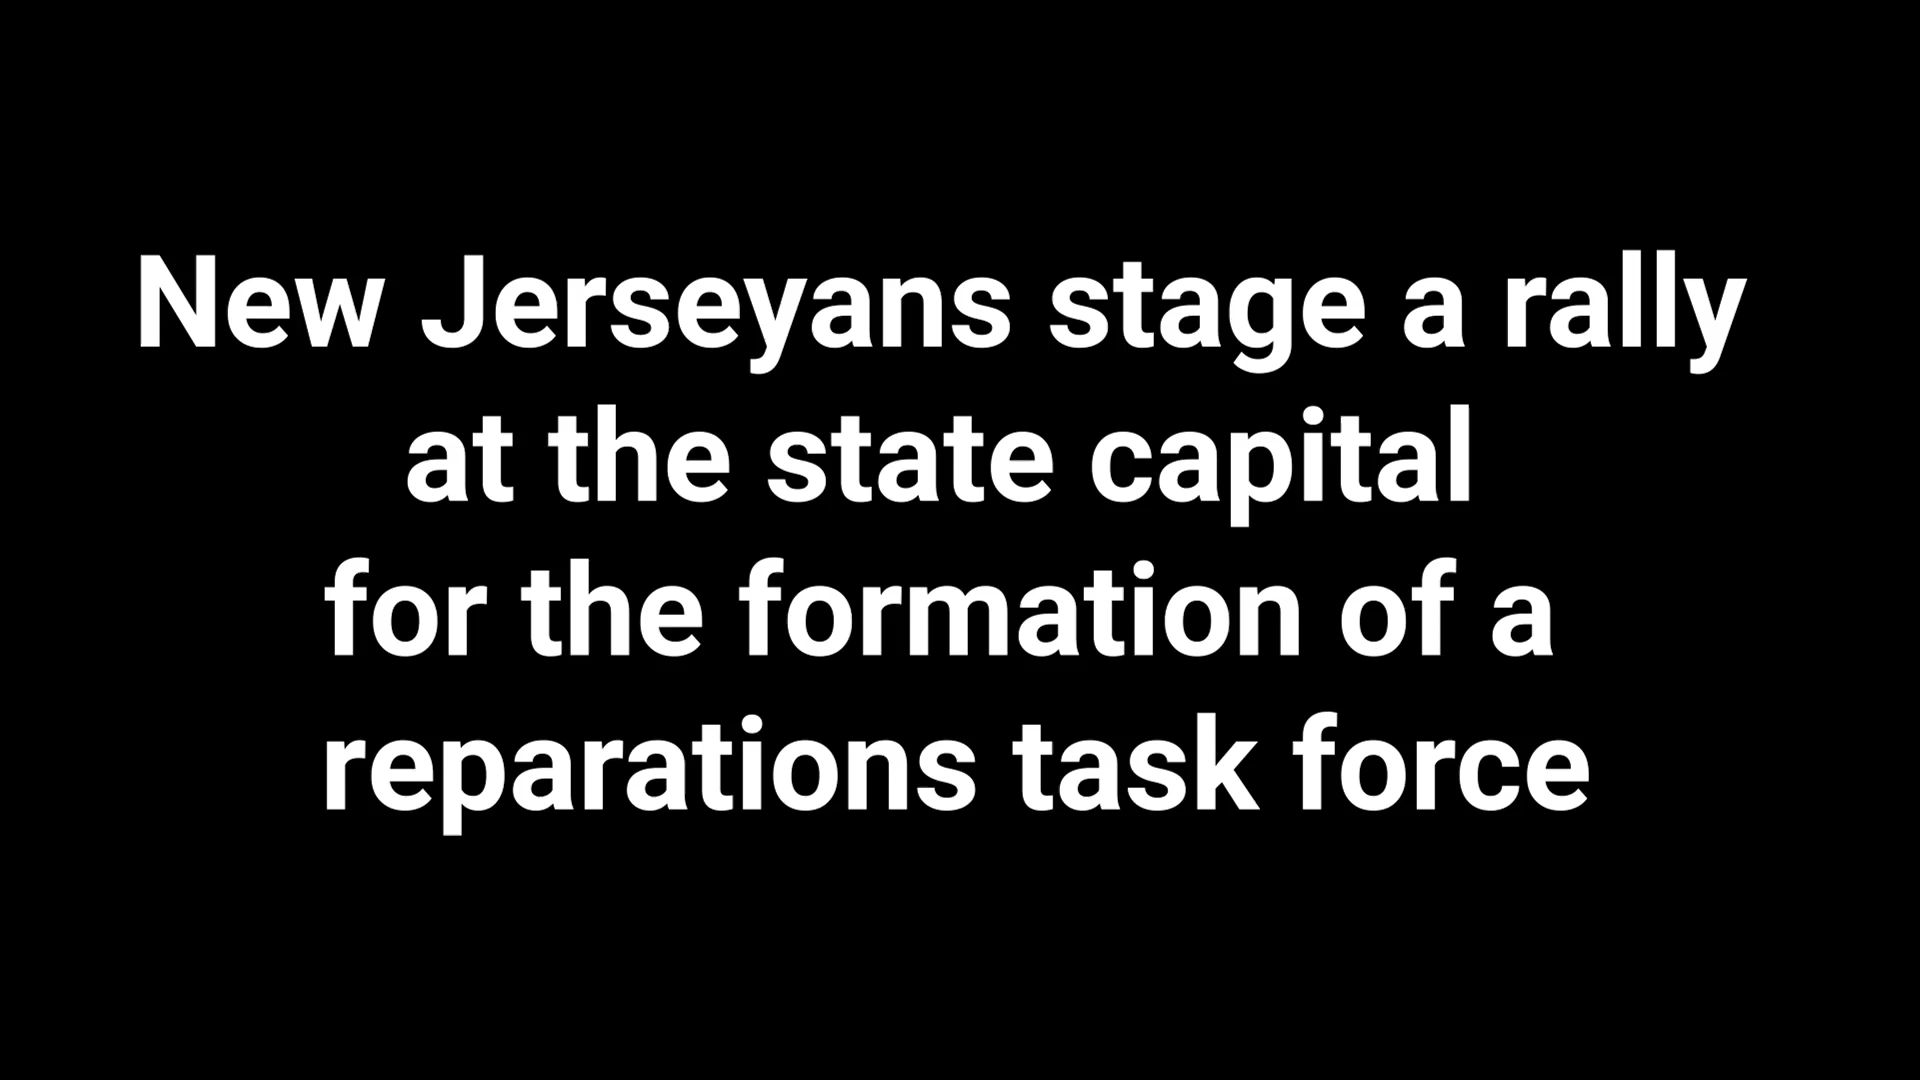 New Jerseyans stage a rally
at the state capital
for the formation of a
reparations task force